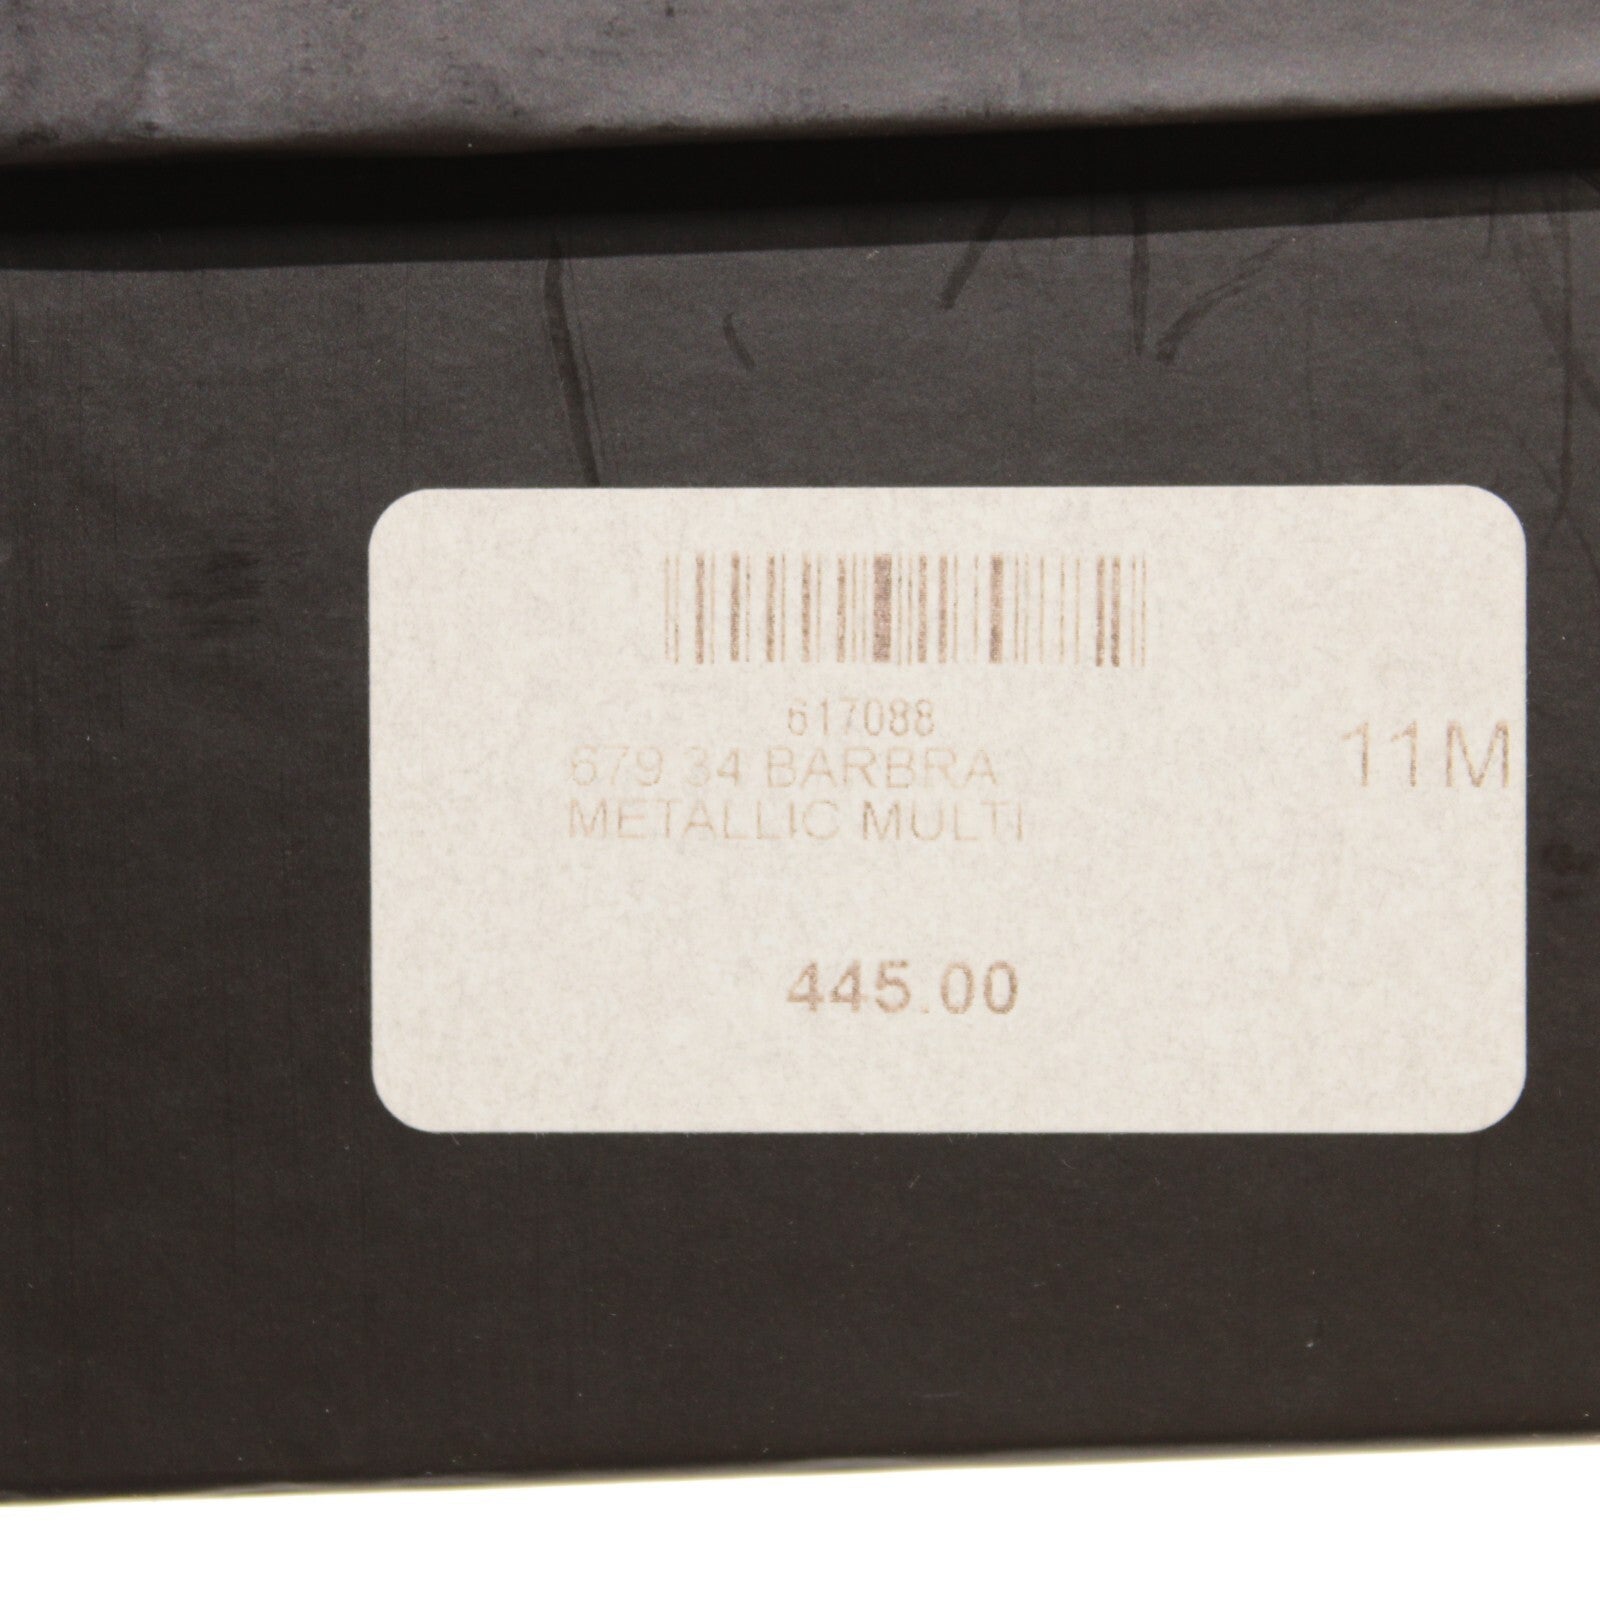 617088
679 34 BARBRA
METALLIC MULTI
11M
445.00